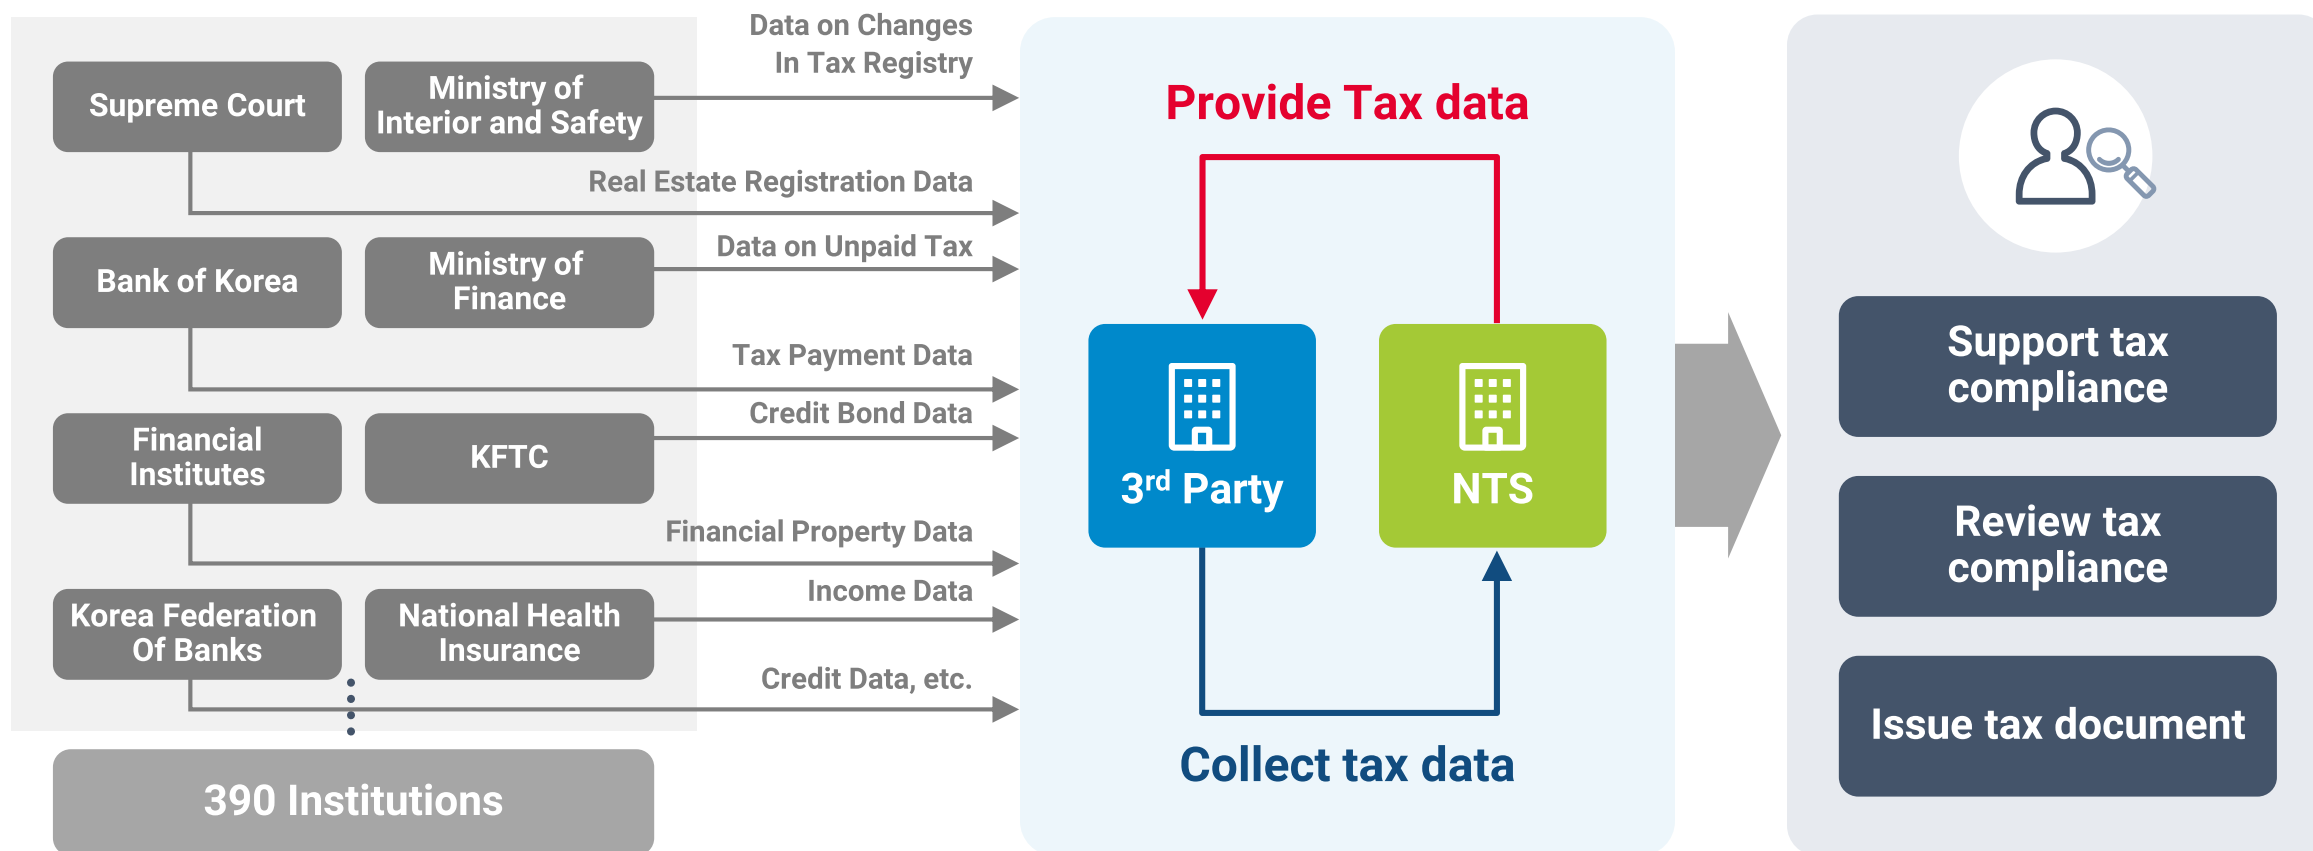 Supreme Court
Ministry of
Interior and Safety
Data on Changes
In Tax Registry
Real Estate Registration Data
Bank of Korea
Ministry of
Finance
Data on Unpaid Tax
Tax Payment Data
Financial
Institutes
KFTC
Credit Bond Data
Financial Property Data
Korea Federation
Of Banks
National Health
Insurance
Income Data
Credit Data, etc.
390 Institutions
Provide Tax data
3rd Party
NTS
Collect tax data
Support tax
compliance
Review tax
compliance
Issue tax document